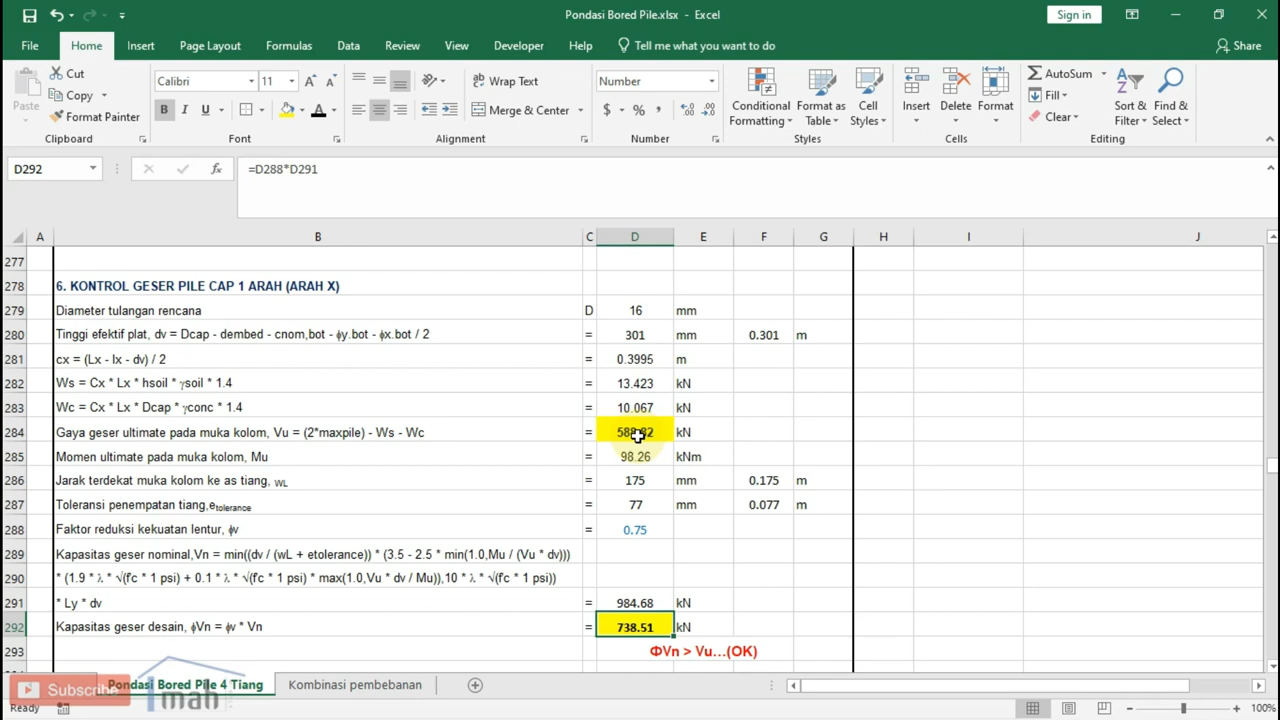 Pondasi Bored Pile.xlsx - Excel
Sign in
File Home Insert Page Layout Formulas Data Review View Developer Help Tell me what you want to do Share
Paste
Cut
Copy
Format Painter
Calibri 11
B I U
Wrap Text
Merge & Center
Number
$ % ,
Conditional Formatting
Format as Table
Cell Styles
Insert Delete Format
AutoSum
Fill
Clear
Sort & Filter
Find & Select
Clipboard Font Alignment Number Styles Cells Editing
D292 fx =D288*D291
A B C D E F G H I J
277
278 6. KONTROL GESER PILE CAP 1 ARAH (ARAH X)
279 Diameter tulangan rencana D 16 mm
280 Tinggi efektif plat, dv = Dcap - dembed - cnom,bot - ϕy.bot - ϕx.bot / 2 = 301 mm 0.301 m
281 cx = (Lx - lx - dv) / 2 = 0.3995 m
282 Ws = Cx * Lx * hsoil * γsoil * 1.4 = 13.423 kN
283 Wc = Cx * Lx * Dcap * γconc * 1.4 = 10.067 kN
284 Gaya geser ultimate pada muka kolom, Vu = (2*maxpile) - Ws - Wc = kN
285 Momen ultimate pada muka kolom, Mu = 98.26 kNm
286 Jarak terdekat muka kolom ke as tiang, WL = 175 mm 0.175 m
287 Toleransi penempatan tiang,etolerance = 77 mm 0.077 m
288 Faktor reduksi kekuatan lentur, ϕv = 0.75
289 Kapasitas geser nominal,Vn = min((dv / (wL + etolerance)) * (3.5 - 2.5 * min(1.0,Mu / (Vu * dv)))
290 * (1.9 * λ * √(f'c * 1 psi) + 0.1 * λ * √(f'c * 1 psi) * max(1.0,Vu * dv / Mu)),10 * λ * √(f'c * 1 psi))
291 * Ly * dv = 984.68 kN
292 Kapasitas geser desain, ϕVn = ϕv * Vn = 738.51 kN
293 ΦVn > Vu...(OK)
Subscribe
Imah
Pondasi Bored Pile 4 Tiang Kombinasi pembebanan
Ready 100%